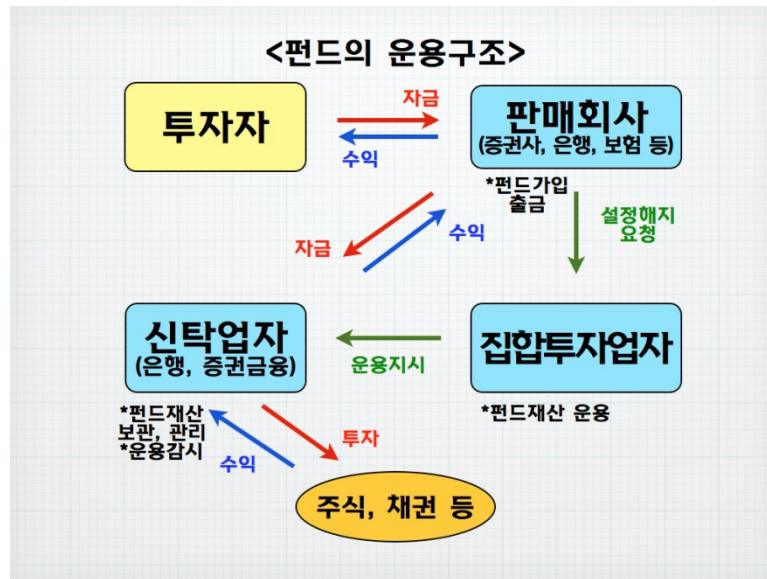 <펀드의 운용구조>
투자자
자금
수익
판매회사
(증권사, 은행, 보험 등)
*펀드가입
출금
설정해지
요청
자금
수익
신탁업자
(은행, 증권금융)
운용지시
집합투자업자
*펀드재산
보관, 관리
*운용감시
*펀드재산 운용
투자
수익
주식, 채권 등